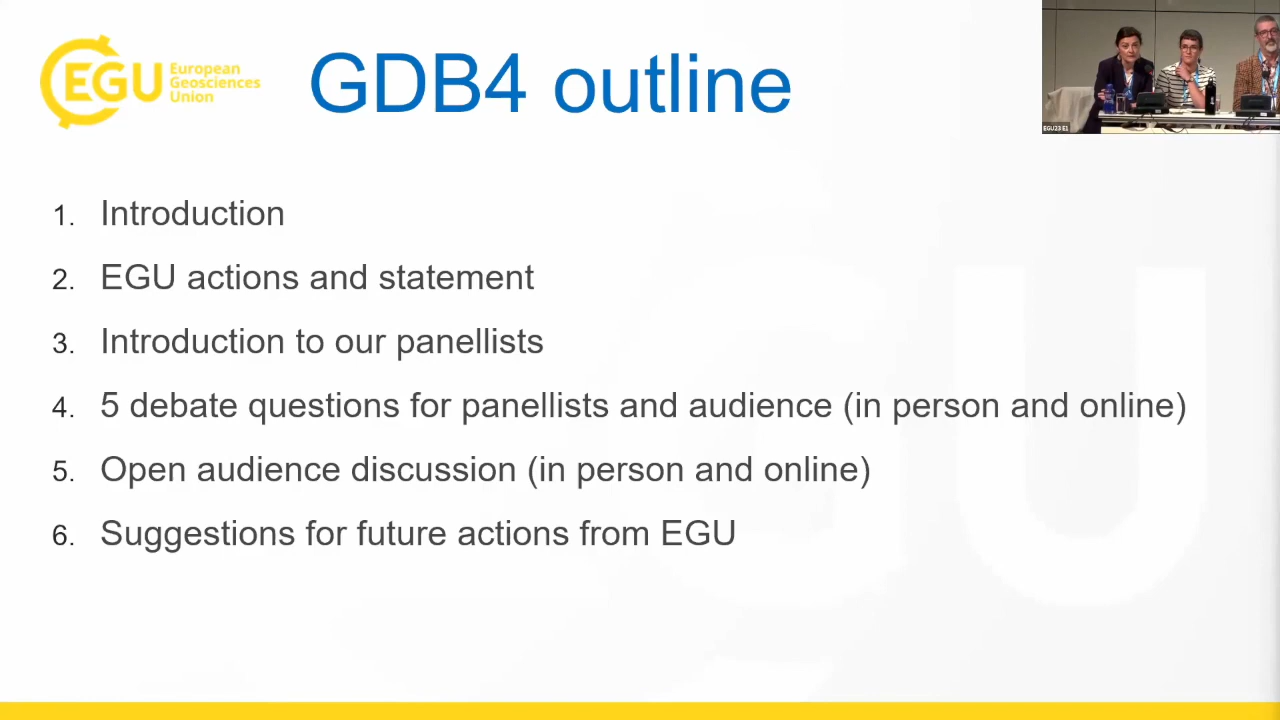 EGU
European
Geosciences
Union
GDB4 outline
EGU23 E1
1. Introduction
2. EGU actions and statement
3. Introduction to our panellists
4. 5 debate questions for panellists and audience (in person and online)
5. Open audience discussion (in person and online)
6. Suggestions for future actions from EGU